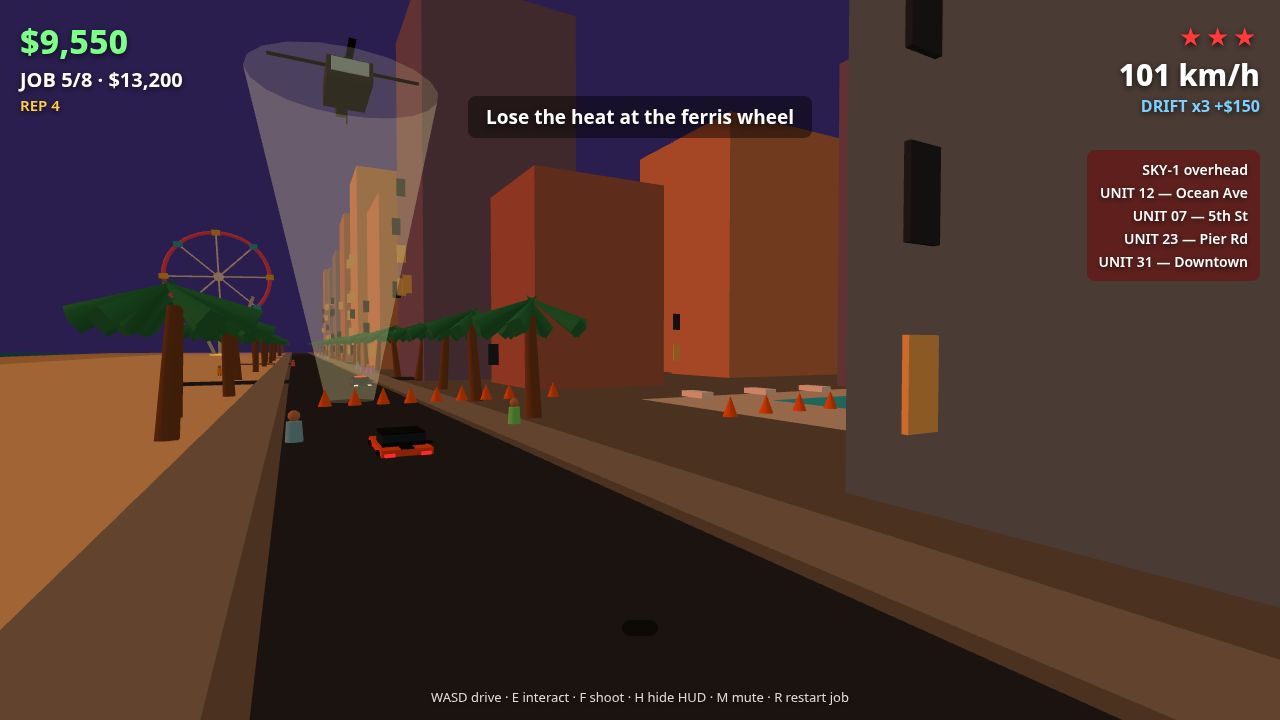 $9,550
JOB 5/8 · $13,200
REP 4
Lose the heat at the ferris wheel
★ ★ ★
101 km/h
DRIFT x3 +$150
SKY-1 overhead
UNIT 12 — Ocean Ave
UNIT 07 — 5th St
UNIT 23 — Pier Rd
UNIT 31 — Downtown
WASD drive · E interact · F shoot · H hide HUD · M mute · R restart job